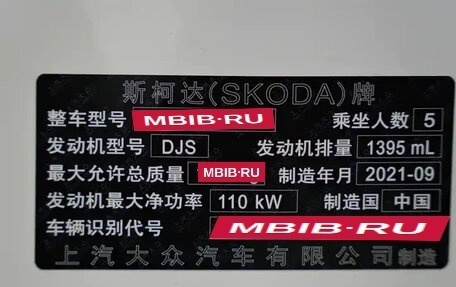 斯柯达(SKODA)牌
整车型号 MBIB·RU 乘坐人数 5
发动机型号 DJS 发动机排量 1395 mL
最大允许总质量 MBIB.RU 制造年月 2021-09
发动机最大净功率 110 kW 制造国 中国
车辆识别代号 MBIB·RU
上汽大众汽车有限公司制造